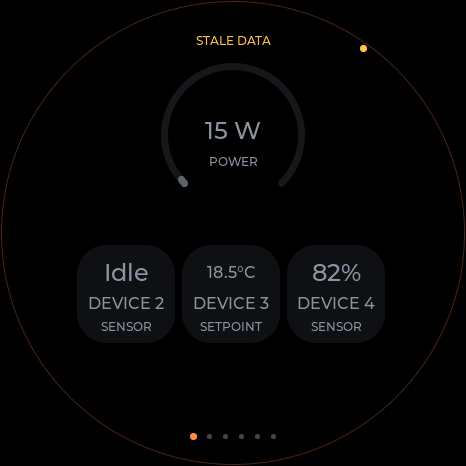 STALE DATA
15 W
POWER
Idle
DEVICE 2
SENSOR
18.5°C
DEVICE 3
SETPOINT
82%
DEVICE 4
SENSOR